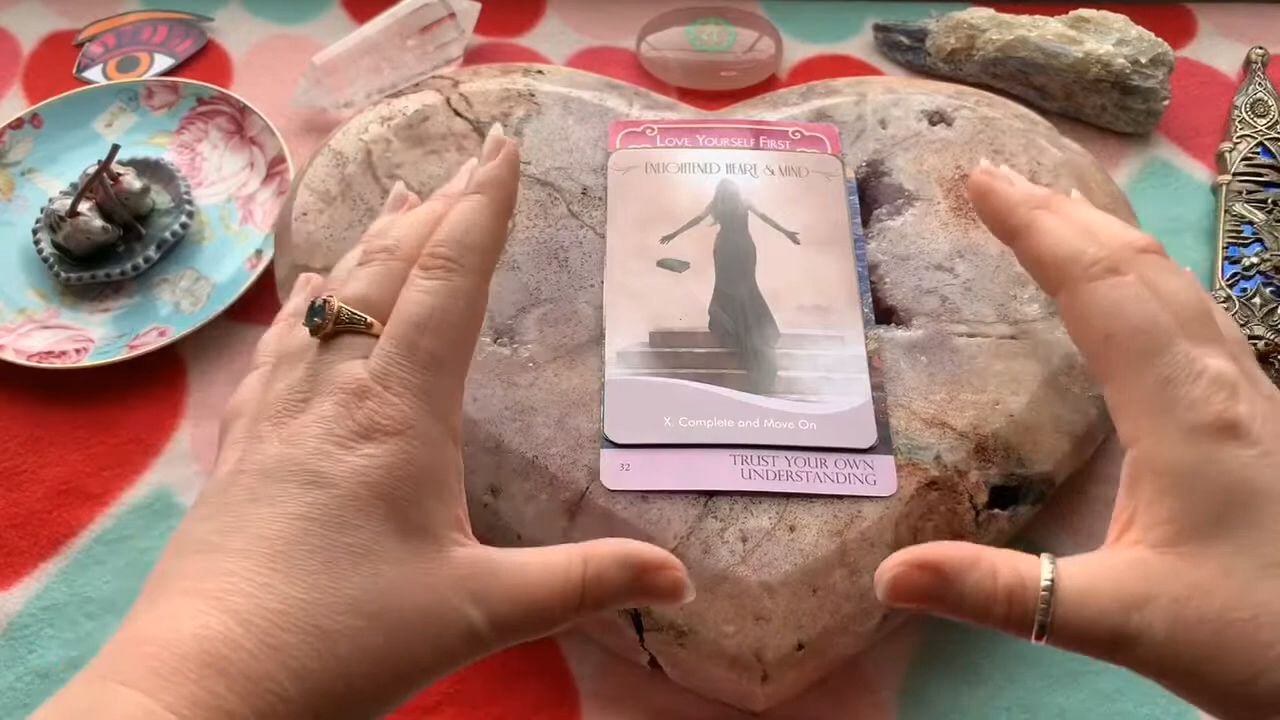 LOVE YOURSELF FIRST
ENLIGHTENED HEART & MIND
X. Complete and Move On
32
TRUST YOUR OWN
UNDERSTANDING